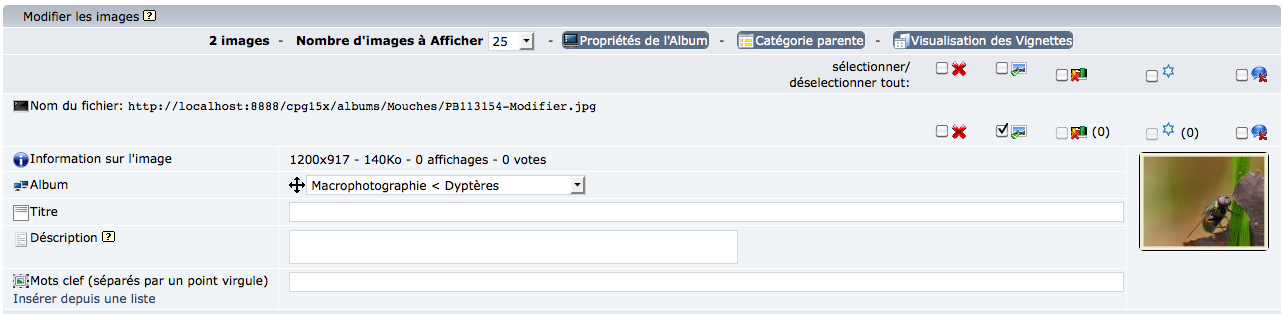 Modifier les images ?
2 images - Nombre d'images à Afficher 25 - Propriétés de l'Album - Catégorie parente - Visualisation des Vignettes
sélectionner/
déselectionner tout:
Nom du fichier: http://localhost:8888/cpg15x/albums/Mouches/PB113154-Modifier.jpg
(0) (0)
Information sur l'image 1200x917 - 140Ko - 0 affichages - 0 votes
Album Macrophotographie < Dyptères
Titre
Déscription ?
Mots clef (séparés par un point virgule)
Insérer depuis une liste